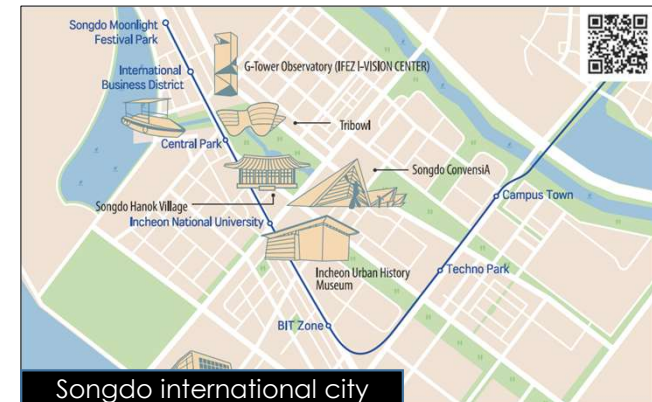 Songdo Moonlight
Festival Park
G-Tower Observatory (IFEZ I-VISION CENTER)
International
Business District
Tribowl
Central Park
Songdo ConvensiA
Campus Town
Songdo Hanok Village
Incheon National University
Incheon Urban History
Museum
Techno Park
BIT Zone
Songdo international city